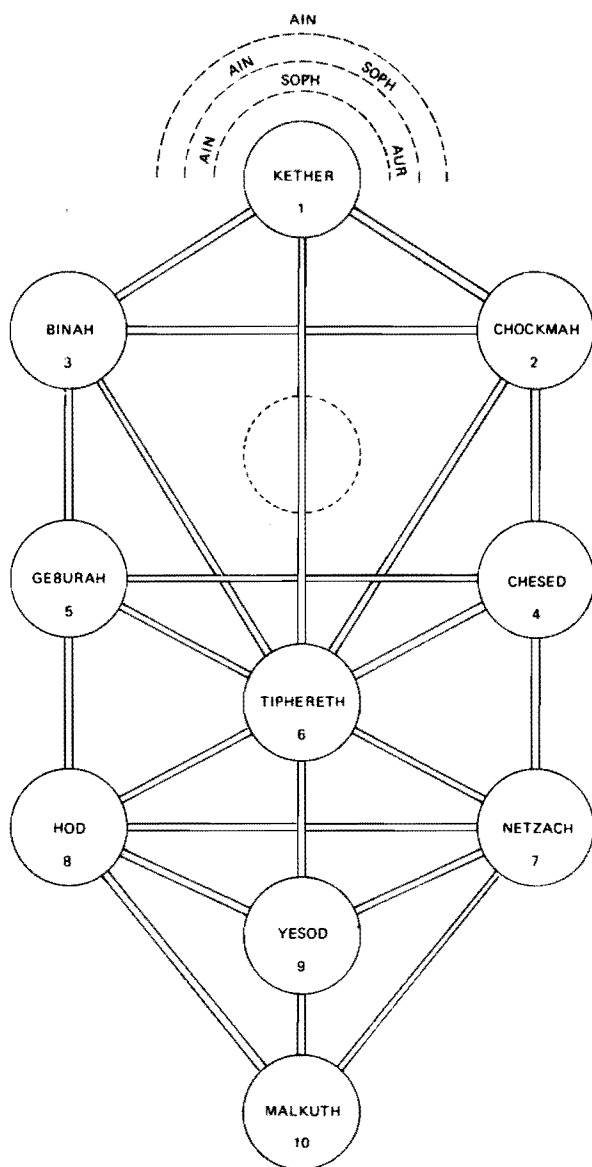 AIN
AIN SOPH
AIN SOPH AUR
KETHER
1
BINAH
3
CHOCKMAH
2
GEBURAH
5
CHESED
4
TIPHERETH
6
HOD
8
NETZACH
7
YESOD
9
MALKUTH
10